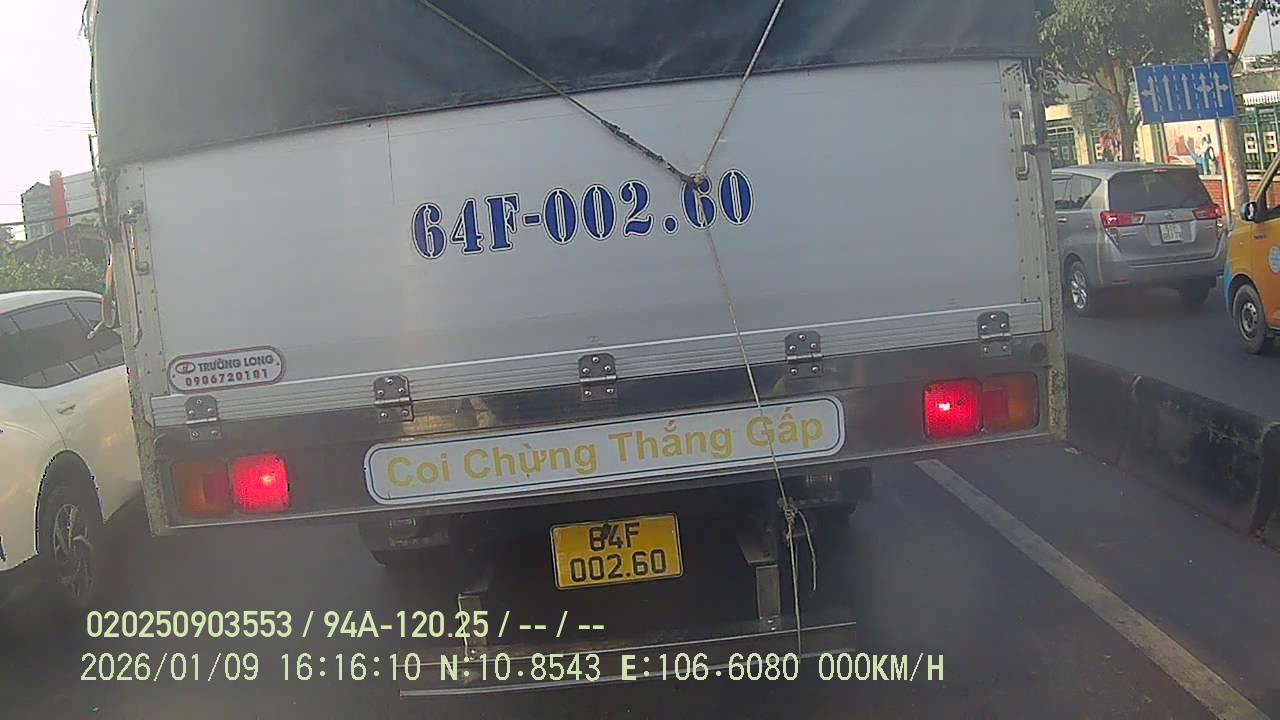 64F-002.60
TRƯỜNG LONG
0906720101
Coi Chừng Thắng Gấp
64F
002.60
020250903553 / 94A-120.25 / -- / --
2026/01/09 16:16:10 N:10.8543 E:106.6080 000KM/H